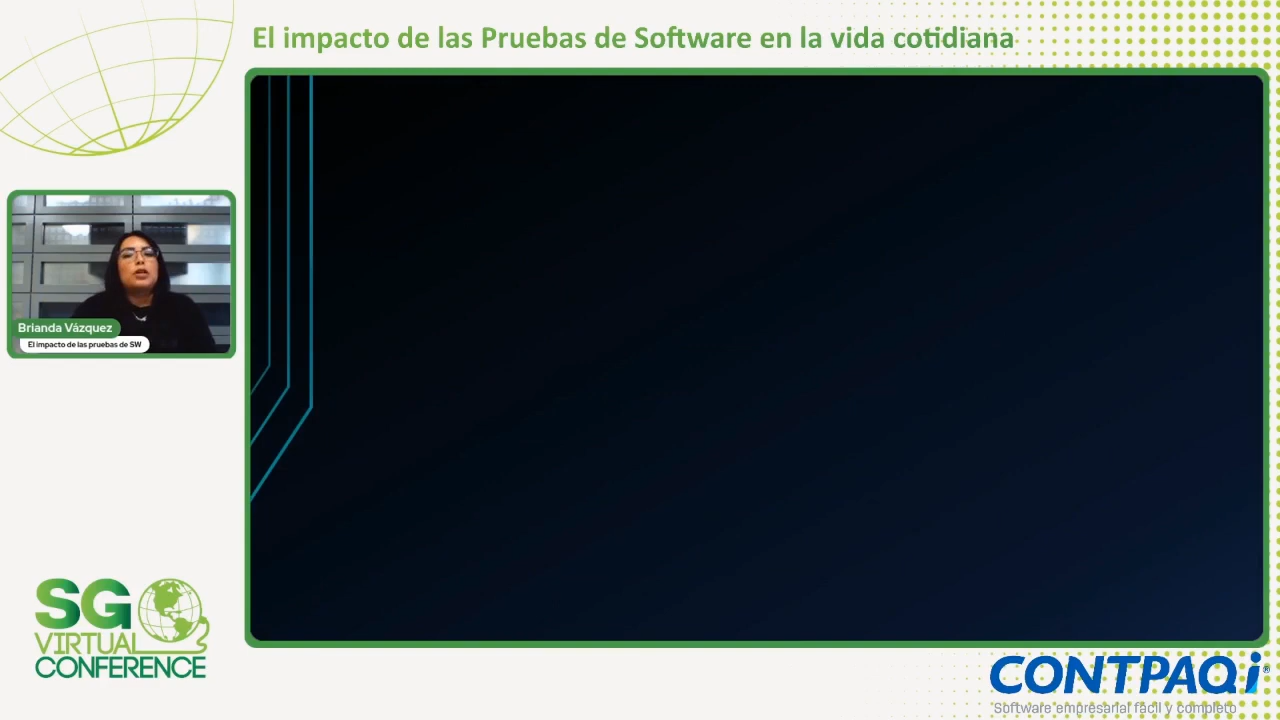 El impacto de las Pruebas de Software en la vida cotidiana
Brianda Vázquez
El impacto de las pruebas de SW
SG
VIRTUAL
CONFERENCE
CONTPAQi®
Software empresarial fácil y completo